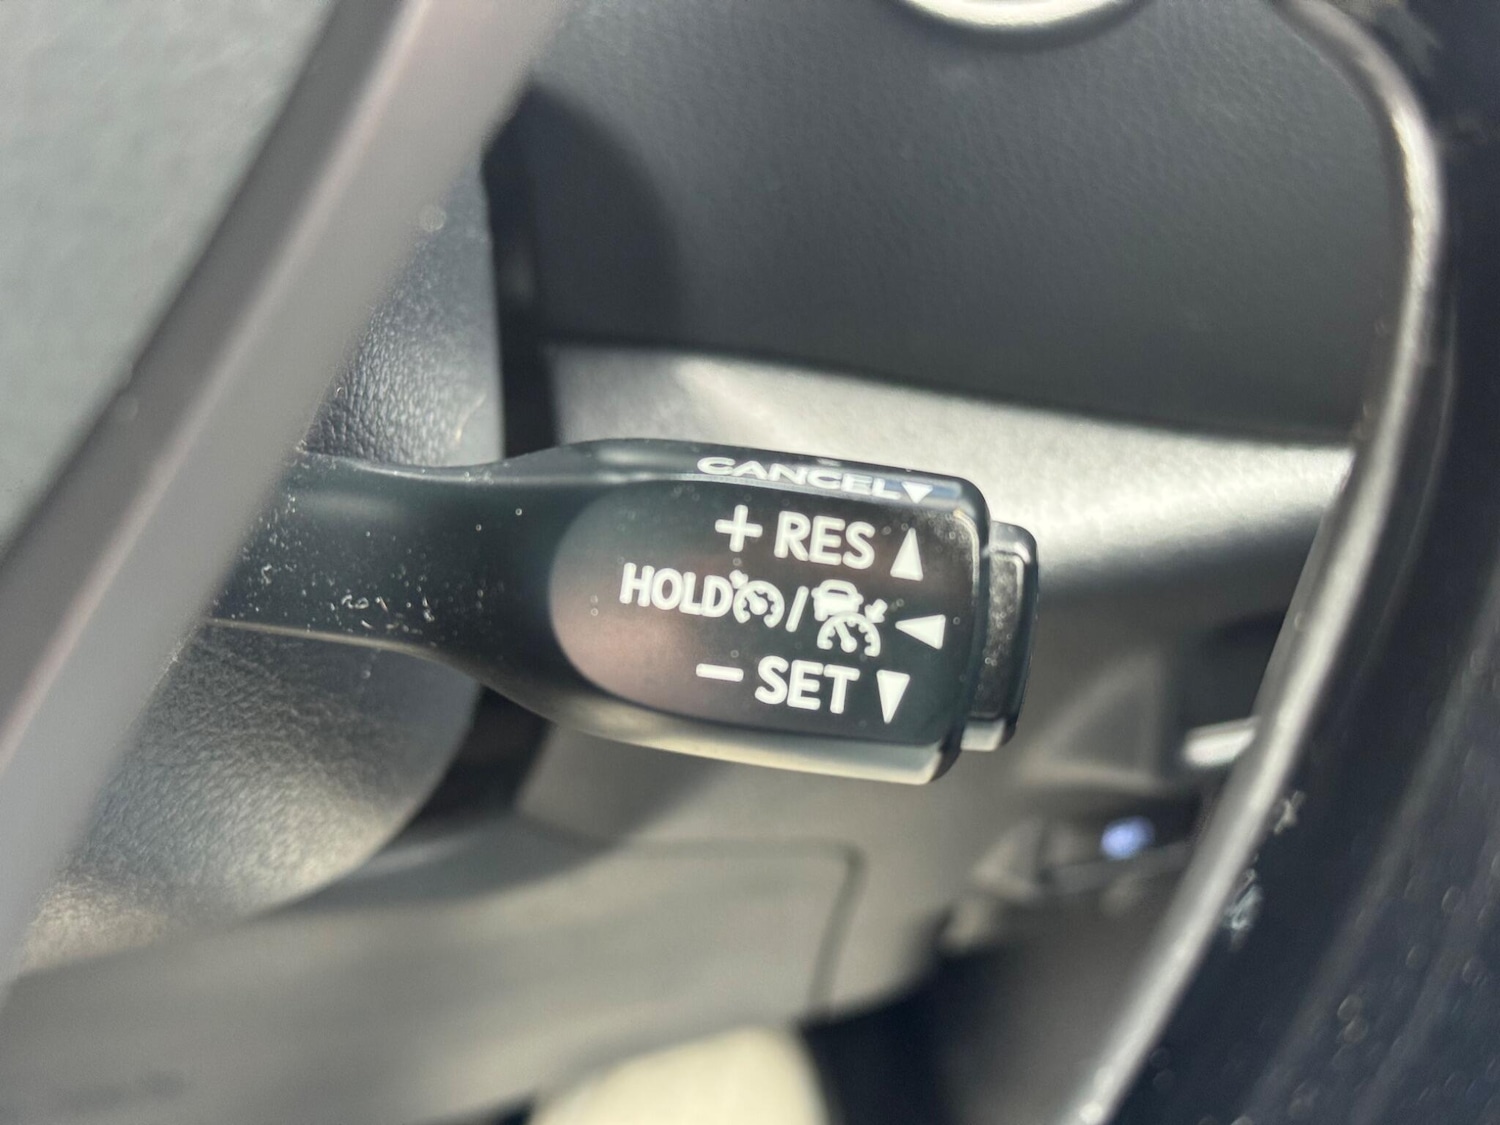 CANCEL
+ RES
HOLD /
- SET